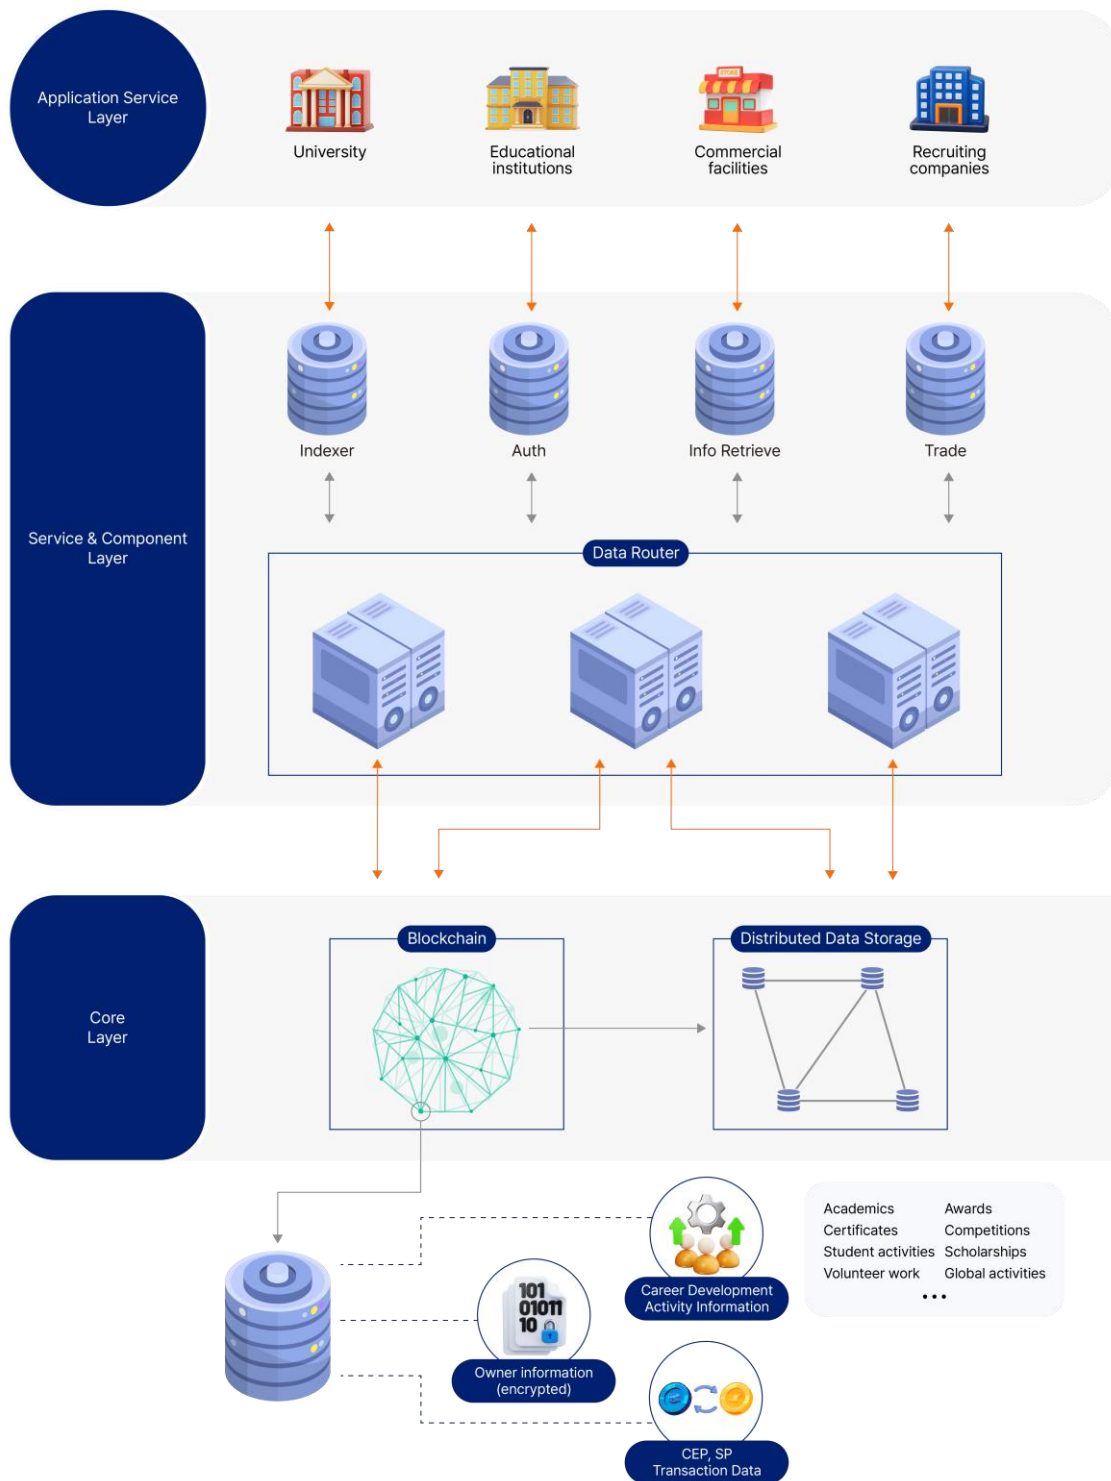 Application Service
Layer
University
Educational
institutions
STORE
Commercial
facilities
Recruiting
companies
Service & Component
Layer
Indexer
Auth
Info Retrieve
Trade
Data Router
Core
Layer
Blockchain
Distributed Data Storage
Career Development
Activity Information
Academics
Awards
Certificates
Competitions
Student activities
Scholarships
Volunteer work
Global activities
•••
101
01011
10
Owner information
(encrypted)
CEP, SP
Transaction Data